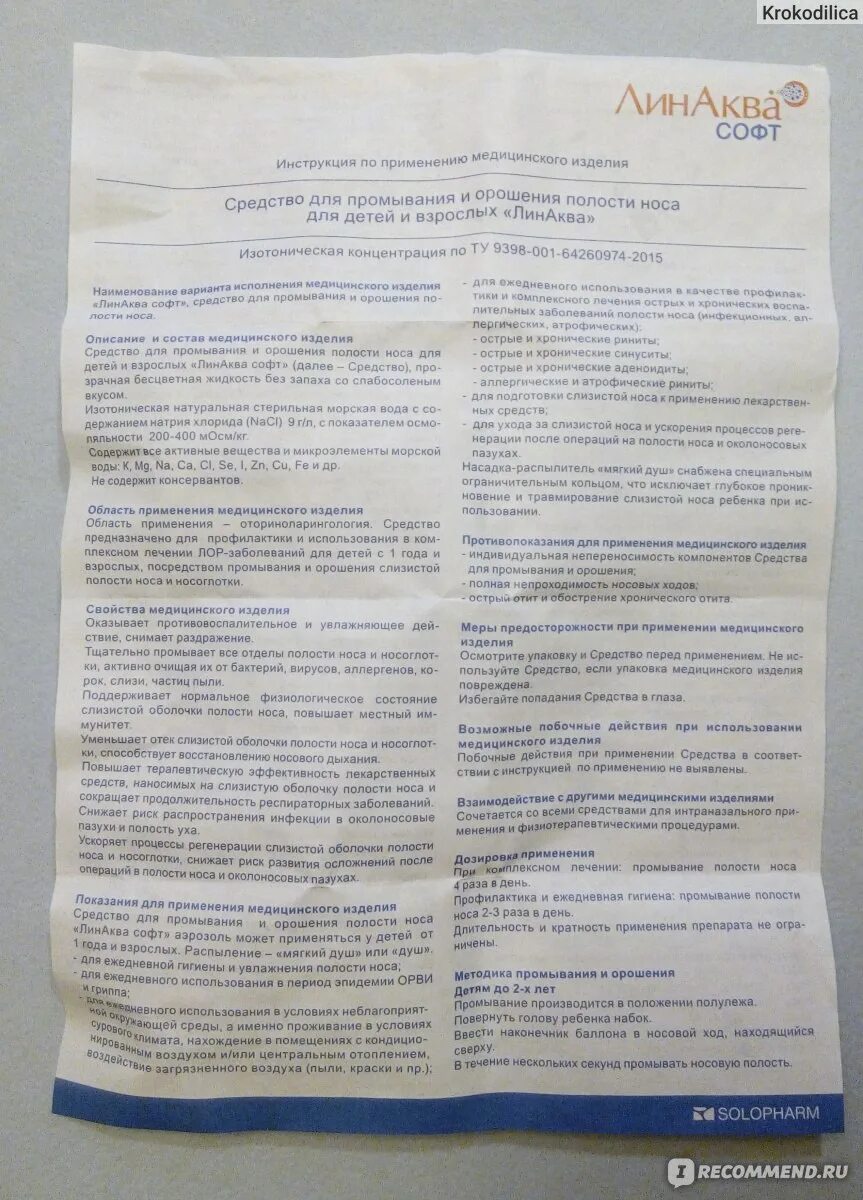 Krokodilica
ЛинАква
СОФТ
Инструкция по применению медицинского изделия
Средство для промывания и орошения полости носа
для детей и взрослых «ЛинАква»
Изотоническая концентрация по ТУ 9398-001-64260974-2015
Наименование варианта исполнения медицинского изделия
«ЛинАква софт», средство для промывания и орошения по-
лости носа.
Описание и состав медицинского изделия
Средство для промывания и орошения полости носа для
детей и взрослых «ЛинАква софт» (далее – Средство), про-
зрачная бесцветная жидкость без запаха со слабосоленым
вкусом.
Изотоническая натуральная стерильная морская вода с со-
держанием натрия хлорида (NaCl) 9 г/л, с показателем осмо-
ляльности 200-400 мОсм/кг.
Содержит все активные вещества и микроэлементы морской
воды: K, Mg, Na, Ca, Cl, Se, I, Zn, Cu, Fe и др.
Не содержит консервантов.
Область применения медицинского изделия
Область применения – оториноларингология. Средство
предназначено для профилактики и использования в ком-
плексном лечении ЛОР-заболеваний для детей с 1 года и
взрослых, посредством промывания и орошения слизистой
полости носа и носоглотки.
Свойства медицинского изделия
Оказывает противовоспалительное и увлажняющее дей-
ствие, снимает раздражение.
Тщательно промывает все отделы полости носа и носоглот-
ки, активно очищая их от бактерий, вирусов, аллергенов, ко-
рок, слизи, частиц пыли.
Поддерживает нормальное физиологическое состояние
слизистой оболочки полости носа, повышает местный им-
мунитет.
Уменьшает отек слизистой оболочки полости носа и носоглот-
ки, способствует восстановлению носового дыхания.
Повышает терапевтическую эффективность лекарственных
средств, наносимых на слизистую оболочку полости носа и
сокращает продолжительность респираторных заболеваний.
Снижает риск распространения инфекции в околоносовые
пазухи и полость уха.
Ускоряет процессы регенерации слизистой оболочки полости
носа и носоглотки, снижает риск развития осложнений после
операций в полости носа и околоносовых пазухах.
Показания для применения медицинского изделия
Средство для промывания и орошения полости носа
«ЛинАква софт» аэрозоль может применяться у детей от
1 года и взрослых. Распыление – «мягкий душ» или «душ».
- для ежедневной гигиены и увлажнения полости носа;
- для ежедневного использования в период эпидемии ОРВИ
и гриппа;
- для ежедневного использования в условиях неблагоприят-
ной окружающей среды, а именно проживание в условиях
сурового климата, нахождение в помещениях с кондицио-
нированным воздухом и/или центральным отоплением,
воздействие загрязненного воздуха (пыли, краски и пр.);
- для ежедневного использования в качестве профилак-
тики и комплексного лечения острых и хронических воспа-
лительных заболеваний полости носа (инфекционных, ал-
лергических, атрофических):
- острые и хронические риниты;
- острые и хронические синуситы;
- острые и хронические аденоидиты;
- аллергические и атрофические риниты;
- для подготовки слизистой носа к применению лекарствен-
ных средств;
- для ухода за слизистой носа и ускорения процессов реге-
нерации после операций на полости носа и околоносовых
пазухах.
Насадка-распылитель «мягкий душ» снабжена специальным
ограничительным кольцом, что исключает глубокое проник-
новение и травмирование слизистой носа ребенка при ис-
пользовании.
Противопоказания для применения медицинского изделия
- индивидуальная непереносимость компонентов Средства
для промывания и орошения;
- полная непроходимость носовых ходов;
- острый отит и обострение хронического отита.
Меры предосторожности при применении медицинского
изделия
Осмотрите упаковку и Средство перед применением. Не ис-
пользуйте Средство, если упаковка медицинского изделия
повреждена.
Избегайте попадания Средства в глаза.
Возможные побочные действия при использовании
медицинского изделия
Побочные действия при применении Средства в соответ-
ствии с инструкцией по применению не выявлены.
Взаимодействие с другими медицинскими изделиями
Сочетается со всеми средствами для интраназального при-
менения и физиотерапевтическими процедурами.
Дозировка применения
При комплексном лечении: промывание полости носа
4 раза в день.
Профилактика и ежедневная гигиена: промывание полости
носа 2-3 раза в день.
Длительность и кратность применения препарата не огра-
ничены.
Методика промывания и орошения
Детям до 2-х лет
Промывание производится в положении полулежа.
Повернуть голову ребенка набок.
Ввести наконечник баллона в носовой ход, находящийся
сверху.
В течение нескольких секунд промывать носовую полость.
SOLOPHARM
IRECOMMEND.RU